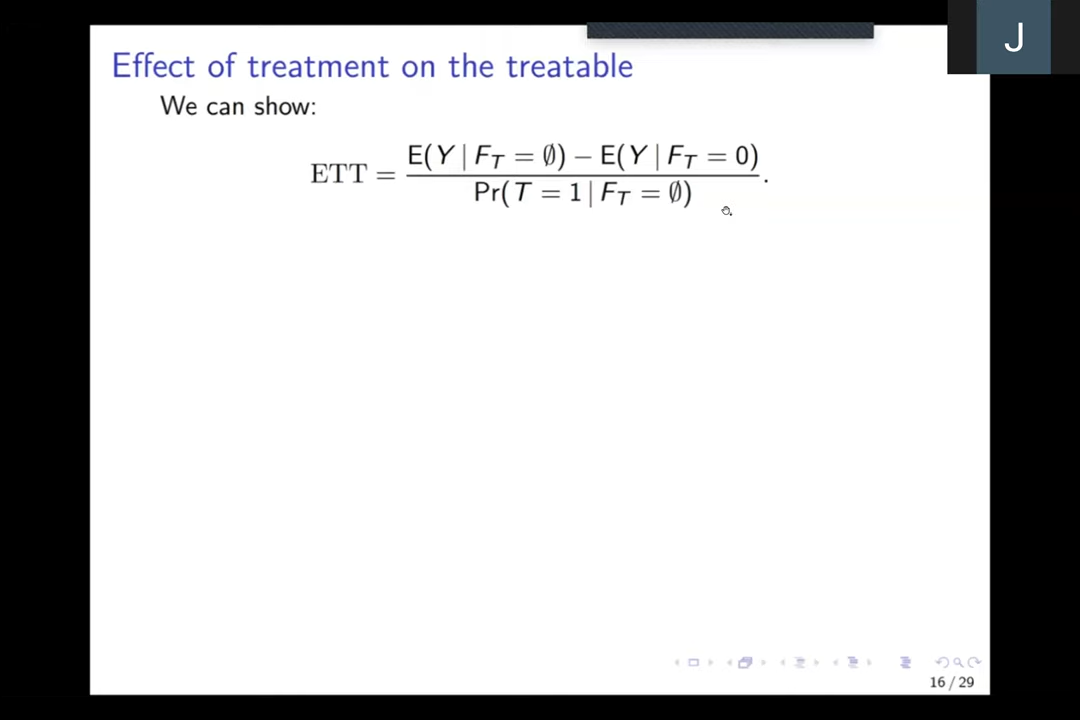 J
Effect of treatment on the treatable
We can show:
ETT = E(Y | F_T = ∅) − E(Y | F_T = 0) / Pr(T = 1 | F_T = ∅) .
16 / 29